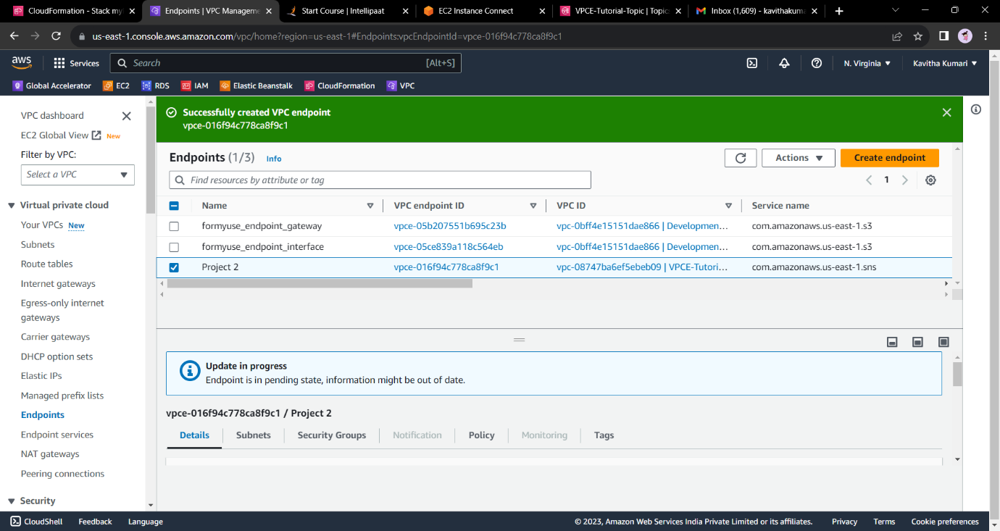 CloudFormation - Stack my
Endpoints | VPC Manageme
Start Course | Intellipaat
EC2 Instance Connect
VPCE-Tutorial-Topic | Topics
Inbox (1,609) - kavithakuma
us-east-1.console.aws.amazon.com/vpc/home?region=us-east-1#Endpoints:vpcEndpointId=vpce-016f94c778ca8f9c1
aws
Services
Search
[Alt+S]
N. Virginia
Kavitha Kumari
Global Accelerator
EC2
RDS
IAM
Elastic Beanstalk
CloudFormation
VPC
VPC dashboard
EC2 Global View New
Filter by VPC:
Select a VPC
Virtual private cloud
Your VPCs New
Subnets
Route tables
Internet gateways
Egress-only internet
gateways
Carrier gateways
DHCP option sets
Elastic IPs
Managed prefix lists
Endpoints
Endpoint services
NAT gateways
Peering connections
Security
Successfully created VPC endpoint
vpce-016f94c778ca8f9c1
Endpoints (1/3) Info
Actions
Create endpoint
Find resources by attribute or tag
1
Name VPC endpoint ID VPC ID Service name
formyuse_endpoint_gateway vpce-05b207551b695c23b vpc-0bff4e15151dae866 | Developmen... com.amazonaws.us-east-1.s3
formyuse_endpoint_interface vpce-05ce839a118c564eb vpc-0bff4e15151dae866 | Developmen... com.amazonaws.us-east-1.s3
Project 2 vpce-016f94c778ca8f9c1 vpc-08747ba6ef5ebeb09 | VPCE-Tutori... com.amazonaws.us-east-1.sns
Update in progress
Endpoint is in pending state, information might be out of date.
vpce-016f94c778ca8f9c1 / Project 2
Details Subnets Security Groups Notification Policy Monitoring Tags
CloudShell Feedback Language
© 2023, Amazon Web Services India Private Limited or its affiliates. Privacy Terms Cookie preferences